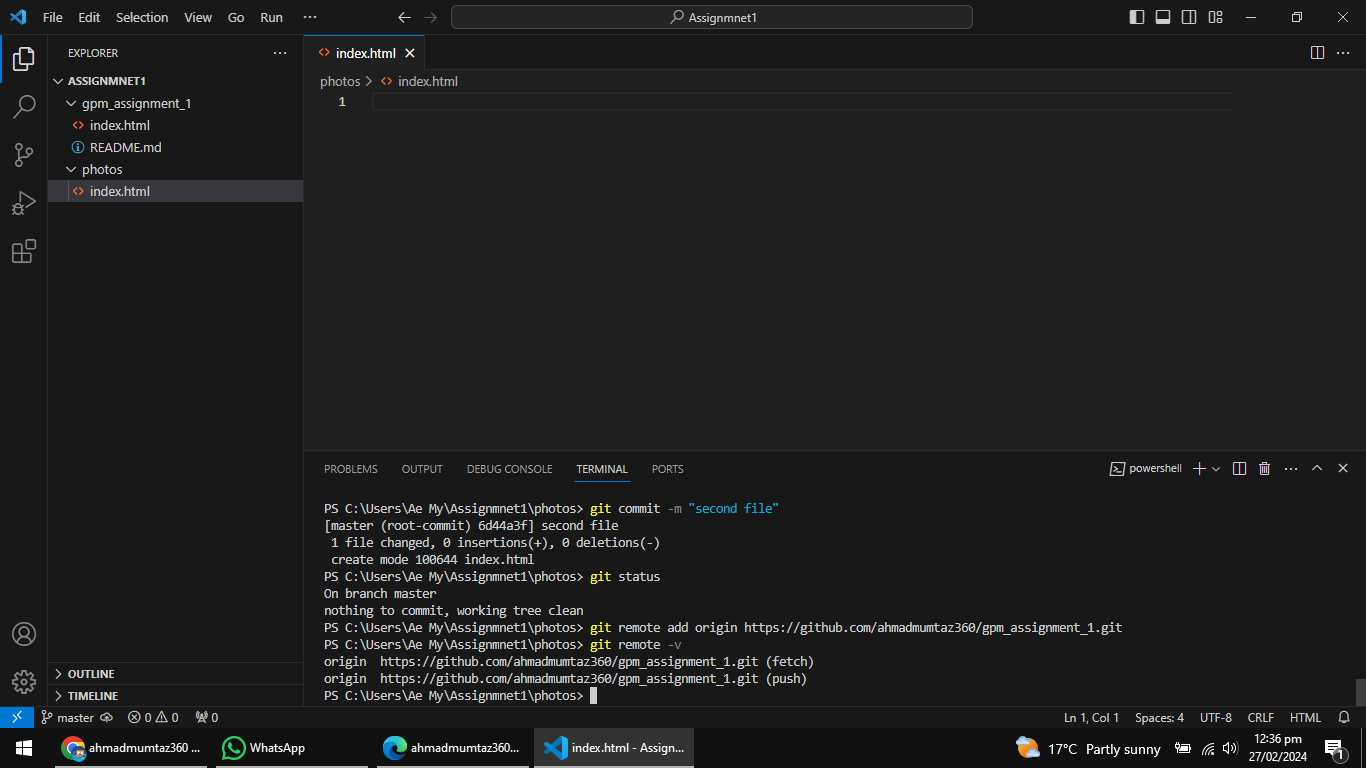 File Edit Selection View Go Run ··· Assignmnet1
EXPLORER ···
ASSIGNMNET1
gpm_assignment_1
index.html
README.md
photos
index.html
OUTLINE
TIMELINE
index.html
photos > index.html
1
PROBLEMS OUTPUT DEBUG CONSOLE TERMINAL PORTS powershell
PS C:\Users\Ae My\Assignmnet1\photos> git commit -m "second file"
[master (root-commit) 6d44a3f] second file
1 file changed, 0 insertions(+), 0 deletions(-)
create mode 100644 index.html
PS C:\Users\Ae My\Assignmnet1\photos> git status
On branch master
nothing to commit, working tree clean
PS C:\Users\Ae My\Assignmnet1\photos> git remote add origin https://github.com/ahmadmumtaz360/gpm_assignment_1.git
PS C:\Users\Ae My\Assignmnet1\photos> git remote -v
origin https://github.com/ahmadmumtaz360/gpm_assignment_1.git (fetch)
origin https://github.com/ahmadmumtaz360/gpm_assignment_1.git (push)
PS C:\Users\Ae My\Assignmnet1\photos>
master 0 0 0 Ln 1, Col 1 Spaces: 4 UTF-8 CRLF HTML
ahmadmumtaz360 ... WhatsApp ahmadmumtaz360... index.html - Assign... 17°C Partly sunny 12:36 pm
27/02/2024 1